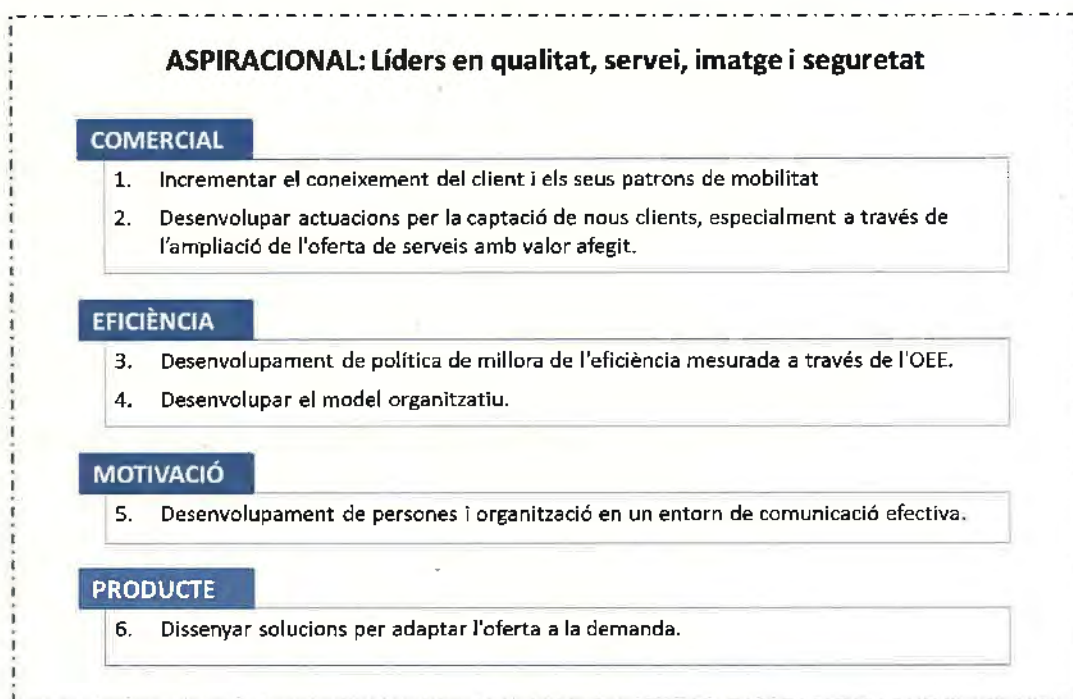 ASPIRACIONAL: Líders en qualitat, servei, imatge i seguretat
COMERCIAL
1. Incrementar el coneixement del client i els seus patrons de mobilitat
2. Desenvolupar actuacions per la captació de nous clients, especialment a través de
l'ampliació de l'oferta de serveis amb valor afegit.
EFICIÈNCIA
3. Desenvolupament de política de millora de l'eficiència mesurada a través de l'OEE.
4. Desenvolupar el model organitzatiu.
MOTIVACIÓ
5. Desenvolupament de persones i organització en un entorn de comunicació efectiva.
PRODUCTE
6. Dissenyar solucions per adaptar l'oferta a la demanda.